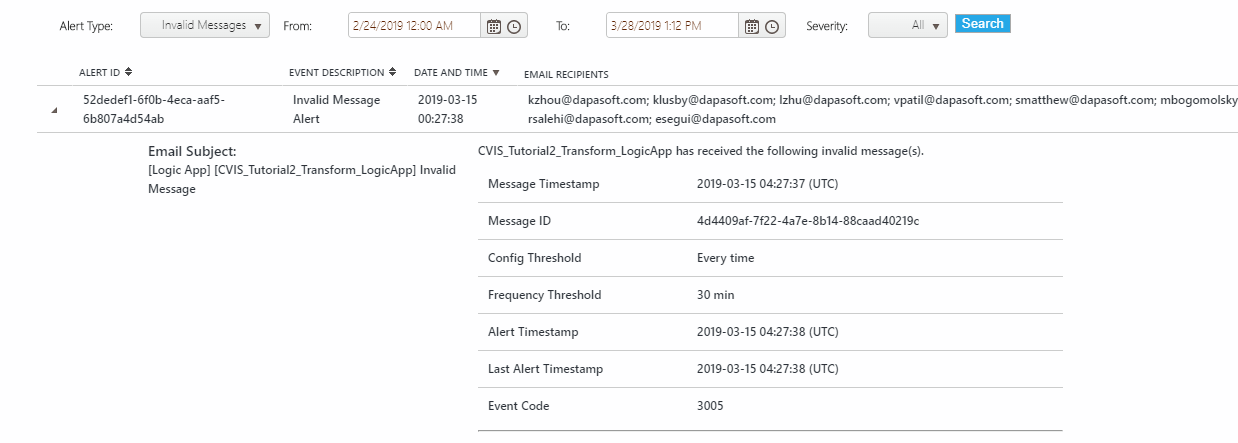 Alert Type: Invalid Messages From: 2/24/2019 12:00 AM To: 3/28/2019 1:12 PM Severity: All Search
ALERT ID EVENT DESCRIPTION DATE AND TIME EMAIL RECIPIENTS
52dedef1-6f0b-4eca-aaf5- Invalid Message 2019-03-15 kzhou@dapasoft.com; klusby@dapasoft.com; lzhu@dapasoft.com; vpatil@dapasoft.com; smatthew@dapasoft.com; mbogomolsky
6b807a4d54ab Alert 00:27:38 rsalehi@dapasoft.com; esegui@dapasoft.com
Email Subject: CVIS_Tutorial2_Transform_LogicApp has received the following invalid message(s).
[Logic App] [CVIS_Tutorial2_Transform_LogicApp] Invalid
Message
Message Timestamp 2019-03-15 04:27:37 (UTC)
Message ID 4d4409af-7f22-4a7e-8b14-88caad40219c
Config Threshold Every time
Frequency Threshold 30 min
Alert Timestamp 2019-03-15 04:27:38 (UTC)
Last Alert Timestamp 2019-03-15 04:27:38 (UTC)
Event Code 3005